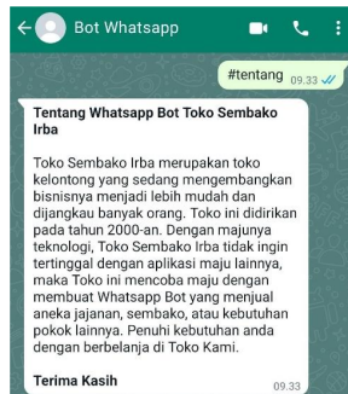 Bot Whatsapp
#tentang 09.33
Tentang Whatsapp Bot Toko Sembako
Irba
Toko Sembako Irba merupakan toko
kelontong yang sedang mengembangkan
bisnisnya menjadi lebih mudah dan
dijangkau banyak orang. Toko ini didirikan
pada tahun 2000-an. Dengan majunya
teknologi, Toko Sembako Irba tidak ingin
tertinggal dengan aplikasi maju lainnya,
maka Toko ini mencoba maju dengan
membuat Whatsapp Bot yang menjual
aneka jajanan, sembako, atau kebutuhan
pokok lainnya. Penuhi kebutuhan anda
dengan berbelanja di Toko Kami.
Terima Kasih
09.33